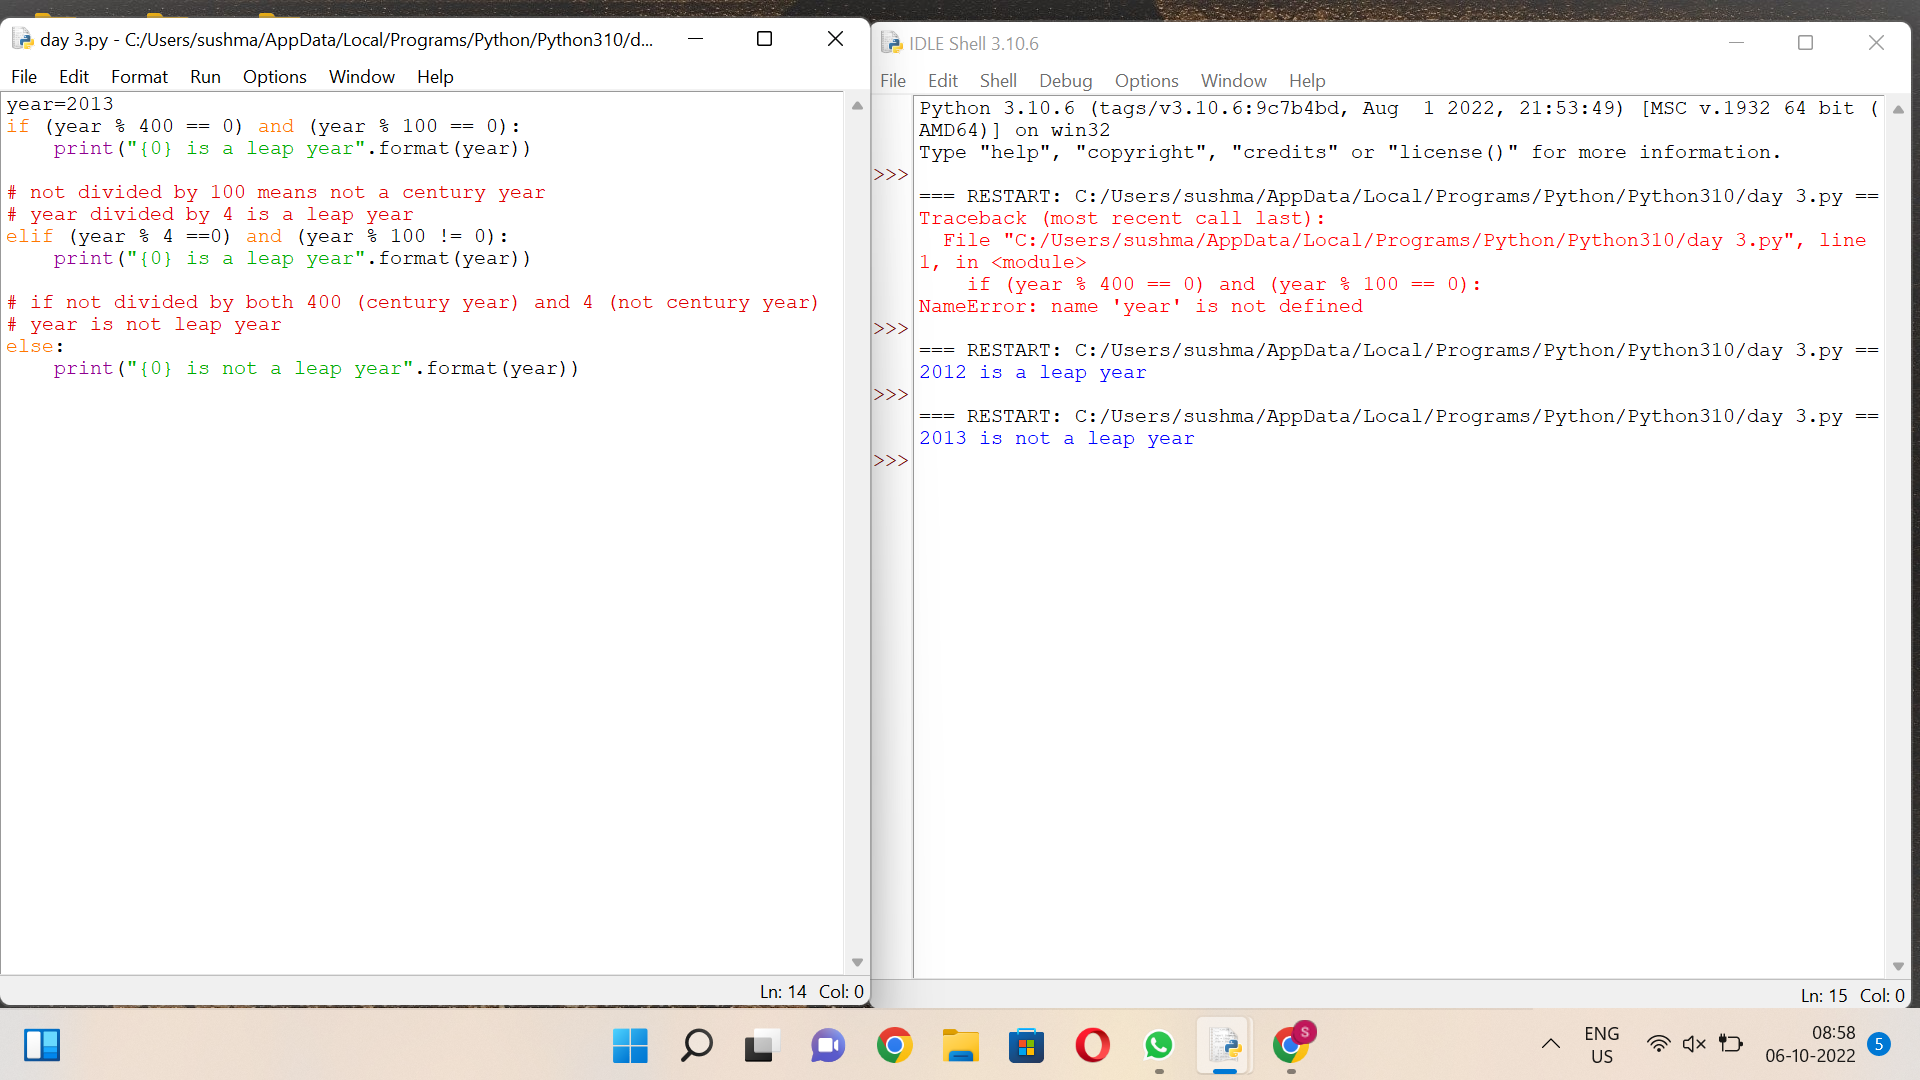 day 3.py - C:/Users/sushma/AppData/Local/Programs/Python/Python310/d...
File Edit Format Run Options Window Help
year=2013
if (year % 400 == 0) and (year % 100 == 0):
    print("{0} is a leap year".format(year))

# not divided by 100 means not a century year
# year divided by 4 is a leap year
elif (year % 4 ==0) and (year % 100 != 0):
    print("{0} is a leap year".format(year))

# if not divided by both 400 (century year) and 4 (not century year)
# year is not leap year
else:
    print("{0} is not a leap year".format(year))
Ln: 14 Col: 0
IDLE Shell 3.10.6
File Edit Shell Debug Options Window Help
Python 3.10.6 (tags/v3.10.6:9c7b4bd, Aug  1 2022, 21:53:49) [MSC v.1932 64 bit (
AMD64)] on win32
Type "help", "copyright", "credits" or "license()" for more information.
>>>
=== RESTART: C:/Users/sushma/AppData/Local/Programs/Python/Python310/day 3.py ==
Traceback (most recent call last):
  File "C:/Users/sushma/AppData/Local/Programs/Python/Python310/day 3.py", line
1, in <module>
    if (year % 400 == 0) and (year % 100 == 0):
NameError: name 'year' is not defined
>>>
=== RESTART: C:/Users/sushma/AppData/Local/Programs/Python/Python310/day 3.py ==
2012 is a leap year
>>>
=== RESTART: C:/Users/sushma/AppData/Local/Programs/Python/Python310/day 3.py ==
2013 is not a leap year
>>>
Ln: 15 Col: 0
S
ENG
US
08:58
06-10-2022
5